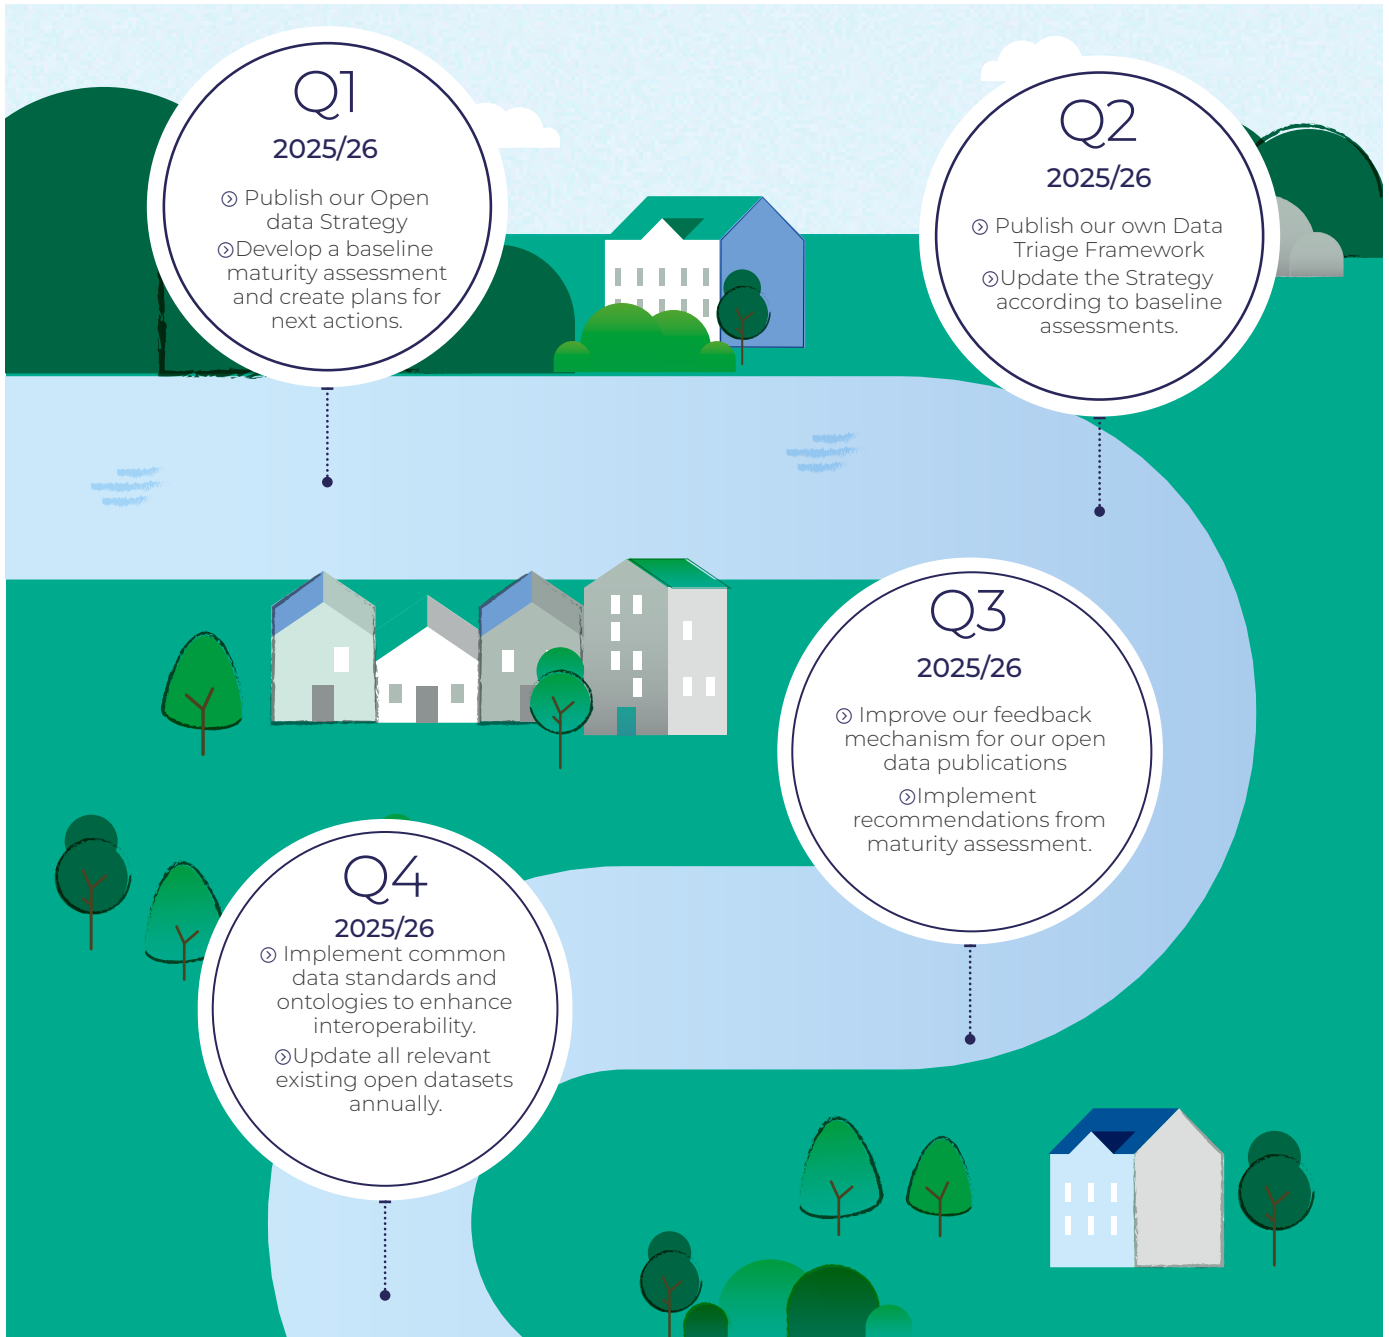 Q1
2025/26
Publish our Open
data Strategy
Develop a baseline
maturity assessment
and create plans for
next actions.
Q2
2025/26
Publish our own Data
Triage Framework
Update the Strategy
according to baseline
assessments.
Q3
2025/26
Improve our feedback
mechanism for our open
data publications
Implement
recommendations from
maturity assessment.
Q4
2025/26
Implement common
data standards and
ontologies to enhance
interoperability.
Update all relevant
existing open datasets
annually.